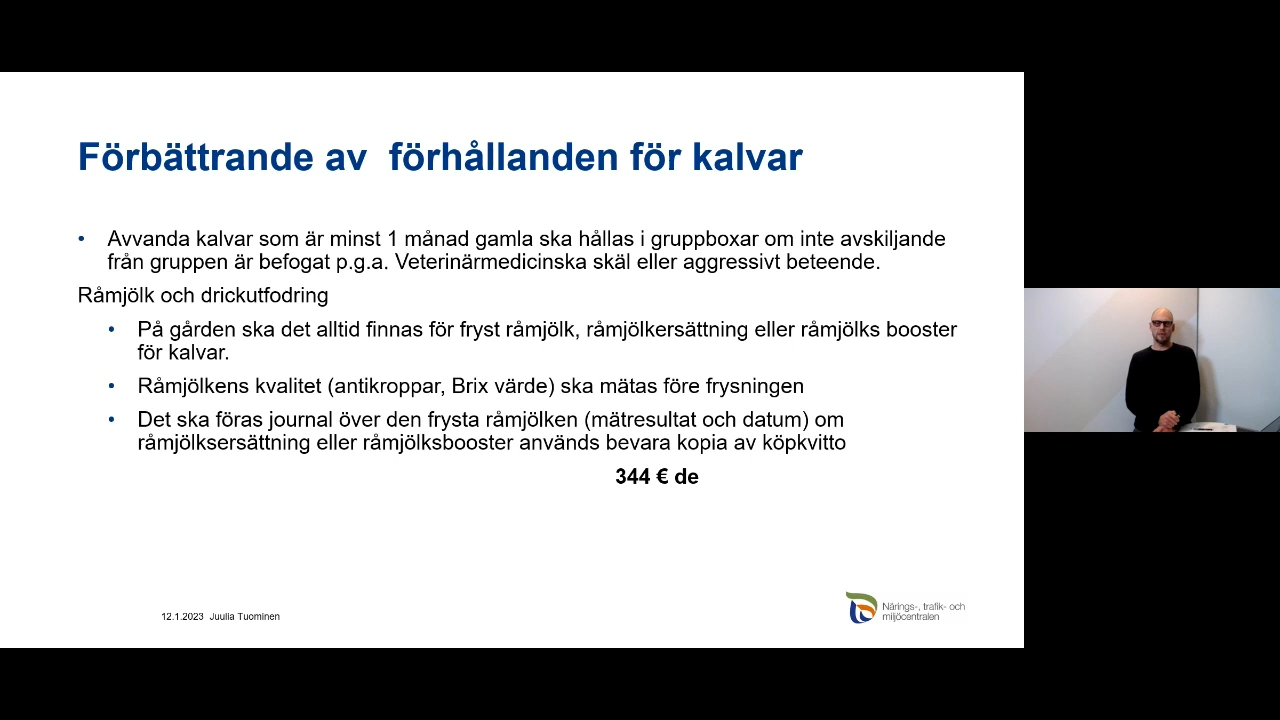 Förbättrande av  förhållanden för kalvar
• Avvanda kalvar som är minst 1 månad gamla ska hållas i gruppboxar om inte avskiljande
från gruppen är befogat p.g.a. Veterinärmedicinska skäl eller aggressivt beteende.
Råmjölk och drickutfodring
• På gården ska det alltid finnas för fryst råmjölk, råmjölkersättning eller råmjölks booster
för kalvar.
• Råmjölkens kvalitet (antikroppar, Brix värde) ska mätas före frysningen
• Det ska föras journal över den frysta råmjölken (mätresultat och datum) om
råmjölksersättning eller råmjölksbooster används bevara kopia av köpkvitto
344 € de
12.1.2023  Juulia Tuominen
Närings-, trafik- och
miljöcentralen